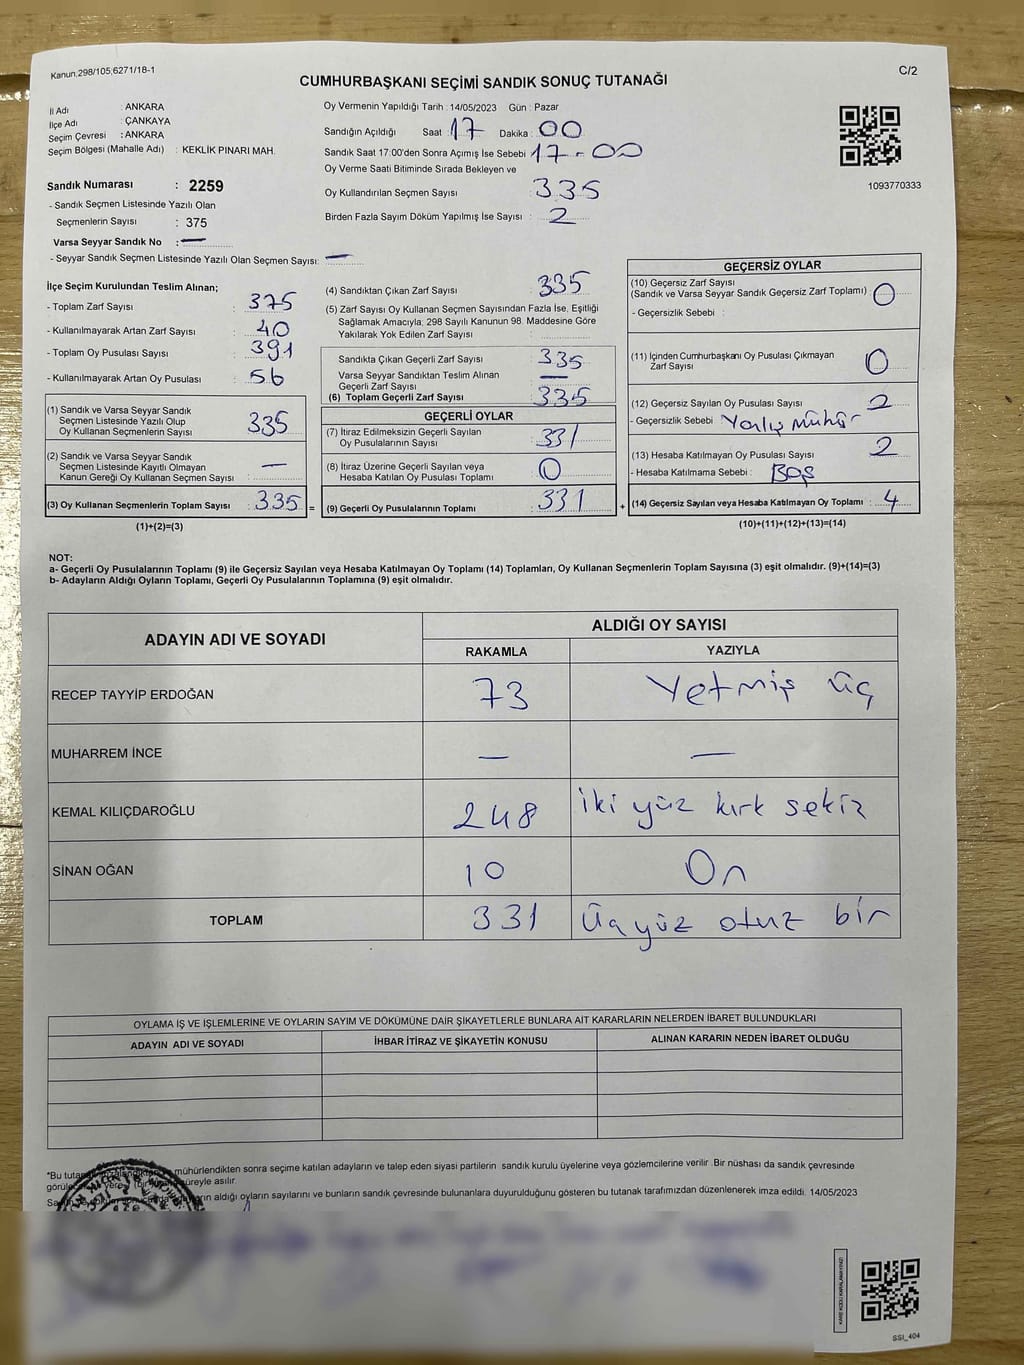 Kanun;298/105,6271/18-1
C/2
CUMHURBAŞKANI SEÇİMİ SANDIK SONUÇ TUTANAĞI
İl Adı : ANKARA
İlçe Adı : ÇANKAYA
Seçim Çevresi : ANKARA
Seçim Bölgesi (Mahalle Adı) : KEKLİK PINARI MAH.
Sandık Numarası : 2259
- Sandık Seçmen Listesinde Yazılı Olan
Seçmenlerin Sayısı : 375
Varsa Seyyar Sandık No : —
- Seyyar Sandık Seçmen Listesinde Yazılı Olan Seçmen Sayısı: —
Oy Vermenin Yapıldığı Tarih : 14/05/2023 Gün : Pazar
Sandığın Açıldığı Saat : 17 Dakika : 00
Sandık Saat 17:00'den Sonra Açımış İse Sebebi : 17-00
Oy Verme Saati Bitiminde Sırada Bekleyen ve
Oy Kullandırılan Seçmen Sayısı : 335
Birden Fazla Sayım Döküm Yapılmış İse Sayısı : 2
1093770333
İlçe Seçim Kurulundan Teslim Alınan;
- Toplam Zarf Sayısı : 375
- Kullanılmayarak Artan Zarf Sayısı : 40
- Toplam Oy Pusulası Sayısı : 391
- Kullanılmayarak Artan Oy Pusulası : 56
(1) Sandık ve Varsa Seyyar Sandık
Seçmen Listesinde Yazılı Olup
Oy Kullanan Seçmenlerin Sayısı : 335
(2) Sandık ve Varsa Seyyar Sandık
Seçmen Listesinde Kayıtlı Olmayan
Kanun Gereği Oy Kullanan Seçmen Sayısı : —
(3) Oy Kullanan Seçmenlerin Toplam Sayısı : 335 =
(1)+(2)=(3)
(4) Sandıktan Çıkan Zarf Sayısı : 335
(5) Zarf Sayısı Oy Kullanan Seçmen Sayısından Fazla İse, Eşitliği
Sağlamak Amacıyla, 298 Sayılı Kanunun 98. Maddesine Göre
Yakılarak Yok Edilen Zarf Sayısı :
Sandıkta Çıkan Geçerli Zarf Sayısı : 335
Varsa Seyyar Sandıktan Teslim Alınan
Geçerli Zarf Sayısı : —
(6) Toplam Geçerli Zarf Sayısı : 335
GEÇERLİ OYLAR
(7) İtiraz Edilmeksizin Geçerli Sayılan
Oy Pusulalarının Sayısı : 331
(8) İtiraz Üzerine Geçerli Sayılan veya
Hesaba Katılan Oy Pusulası Toplamı : 0
(9) Geçerli Oy Pusulalarının Toplamı : 331 +
GEÇERSİZ OYLAR
(10) Geçersiz Zarf Sayısı
(Sandık ve Varsa Seyyar Sandık Geçersiz Zarf Toplamı) : 0
- Geçersizlik Sebebi :
(11) İçinden Cumhurbaşkanı Oy Pusulası Çıkmayan
Zarf Sayısı : 0
(12) Geçersiz Sayılan Oy Pusulası Sayısı : 2
- Geçersizlik Sebebi : Yanlış Mühür
(13) Hesaba Katılmayan Oy Pusulası Sayısı : 2
- Hesaba Katılmama Sebebi : Boş
(14) Geçersiz Sayılan veya Hesaba Katılmayan Oy Toplamı : 4
(10)+(11)+(12)+(13)=(14)
NOT:
a- Geçerli Oy Pusulalarının Toplamı (9) ile Geçersiz Sayılan veya Hesaba Katılmayan Oy Toplamı (14) Toplamları, Oy Kullanan Seçmenlerin Toplam Sayısına (3) eşit olmalıdır. (9)+(14)=(3)
b- Adayların Aldığı Oyların Toplamı, Geçerli Oy Pusulalarının Toplamına (9) eşit olmalıdır.
ADAYIN ADI VE SOYADI
ALDIĞI OY SAYISI
RAKAMLA YAZIYLA
RECEP TAYYİP ERDOĞAN 73 Yetmiş üç
MUHARREM İNCE — —
KEMAL KILIÇDAROĞLU 248 iki yüz kırk sekiz
SİNAN OĞAN 10 On
TOPLAM 331 Üçyüz otuz bir
OYLAMA İŞ VE İŞLEMLERİNE VE OYLARIN SAYIM VE DÖKÜMÜNE DAİR ŞİKAYETLERLE BUNLARA AİT KARARLARIN NELERDEN İBARET BULUNDUKLARI
ADAYIN ADI VE SOYADI İHBAR İTİRAZ VE ŞİKAYETİN KONUSU ALINAN KARARIN NEDEN İBARET OLDUĞU
*Bu mühürlendikten sonra seçime katılan adayların ve talep eden siyasi partilerin sandık kurulu üyelerine veya gözlemcilerine verilir .Bir nüshası da sandık çevresinde
süreyle asılır.
aldığı oyların sayılarını ve bunların sandık çevresinde bulunanlara duyurulduğunu gösteren bu tutanak tarafımızdan düzenlenerek imza edildi. 14/05/2023
KARE KODU KARALAMAYINIZ!
SSI_404